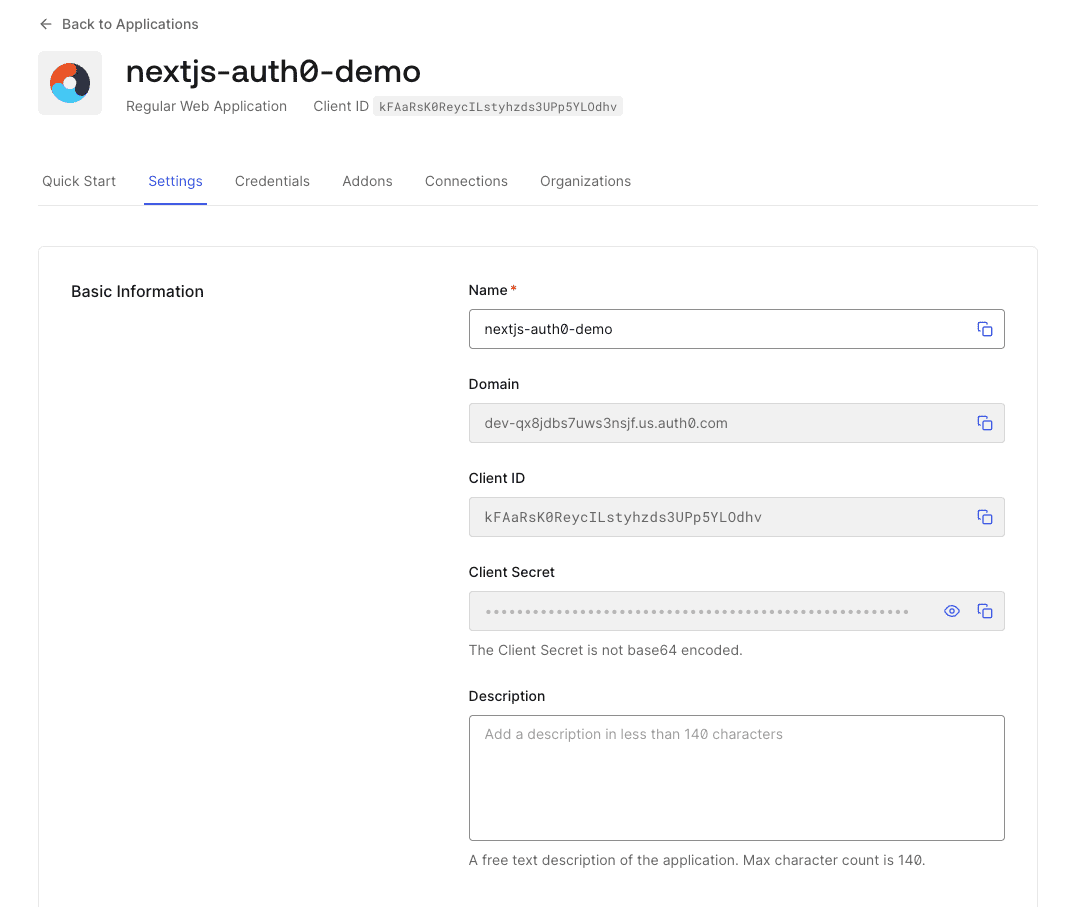 Back to Applications
nextjs-auth0-demo
Regular Web Application Client ID kFAaRsK0ReycILstyhzds3UPp5YLOdhv
Quick Start Settings Credentials Addons Connections Organizations
Basic Information
Name*
nextjs-auth0-demo
Domain
dev-qx8jdbs7uws3nsjf.us.auth0.com
Client ID
kFAaRsK0ReycILstyhzds3UPp5YLOdhv
Client Secret
The Client Secret is not base64 encoded.
Description
Add a description in less than 140 characters
A free text description of the application. Max character count is 140.